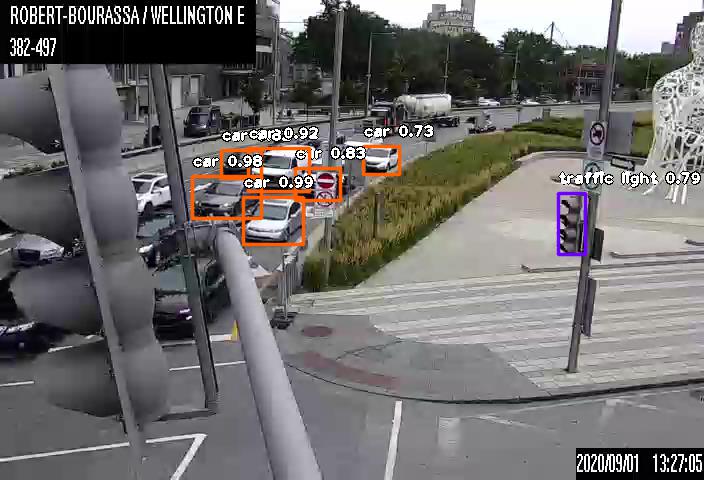 ROBERT-BOURASSA / WELLINGTON E
382-497
car 0.92
car 0.73
car 0.83
car 0.98
car 0.99
traffic light 0.79
2020/09/01 13:27:05